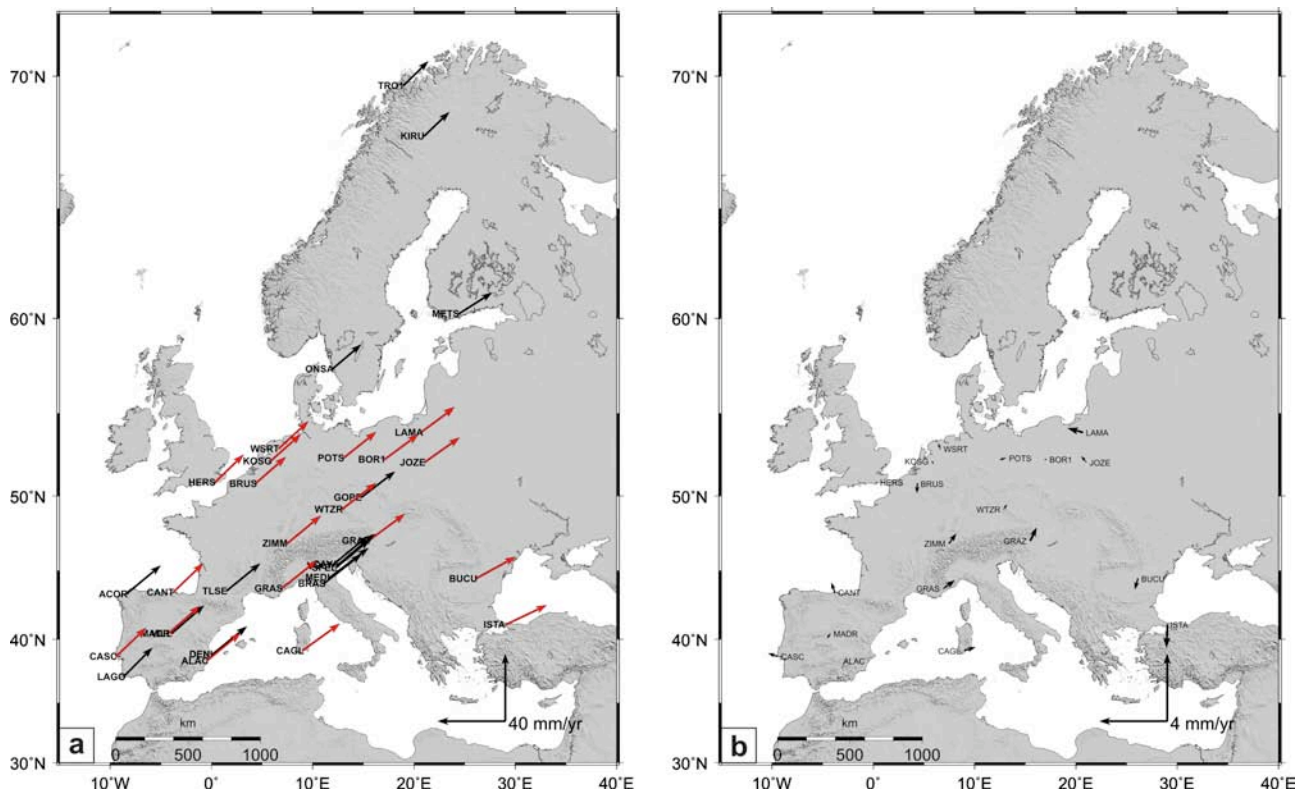 70˚N
60˚N
50˚N
40˚N
30˚N
TRO1
KIRU
METS
ONSA
LAMA
WSRT
KOSG
POTS
BOR1
JOZE
HERS
BRUS
GOPE
WTZR
ZIMM
GRAS
MEDI
BRAS
BUCU
ACOR
CANT
TLSE
ISTA
CASC
DENI
ALAC
CAGL
LAGO
40 mm/yr
km
0 500 1000
a
10˚W 0˚ 10˚E 20˚E 30˚E 40˚E
70˚N
60˚N
50˚N
40˚N
30˚N
LAMA
WSRT
KOSG
POTS
BOR1
JOZE
HERS
BRUS
WTZR
ZIMM
GRAZ
GRAS
BUCU
CANT
ISTA
MADR
CASC
ALAC
CAGL
4 mm/yr
km
0 500 1000
b
10˚W 0˚ 10˚E 20˚E 30˚E 40˚E